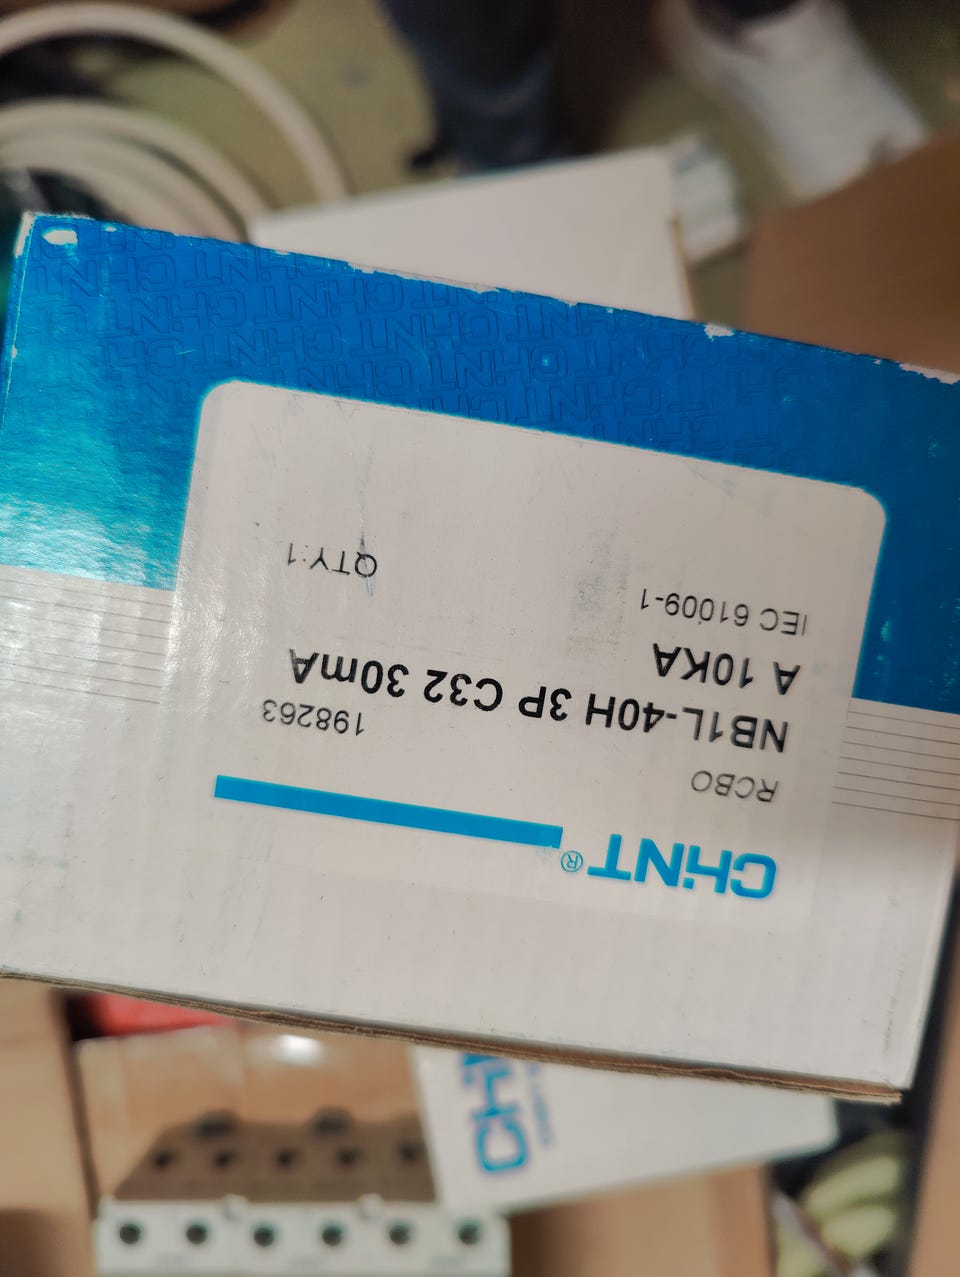 CHiNT®
RCBO
198263
NB1L-40H 3P C32 30mA
A 10KA
IEC 61009-1
QTY:1